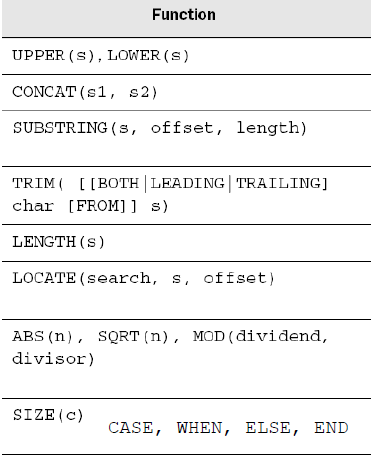 Function
UPPER(s),LOWER(s)
CONCAT(s1, s2)
SUBSTRING(s, offset, length)
TRIM( [[BOTH|LEADING|TRAILING]
char [FROM]] s)
LENGTH(s)
LOCATE(search, s, offset)
ABS(n), SQRT(n), MOD(dividend,
divisor)
SIZE(c)
CASE, WHEN, ELSE, END